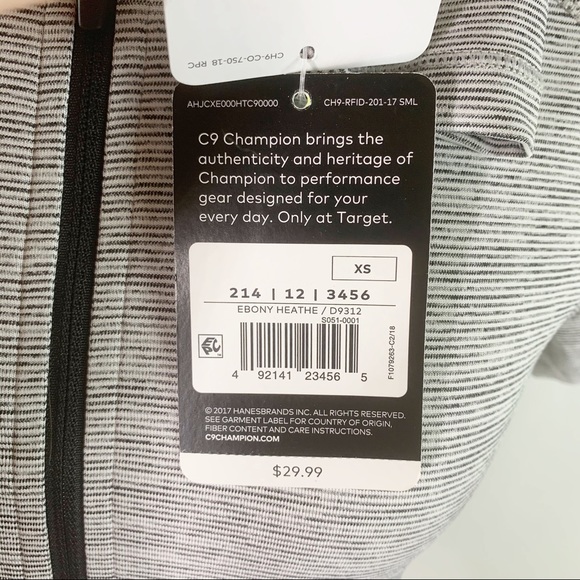 CH9-CO-750-18 RPC
AHJCXE000HTC90000 CH9-RFID-201-17 SML
C9 Champion brings the
authenticity and heritage of
Champion to performance
gear designed for your
every day. Only at Target.
XS
214 | 12 | 3456
EBONY HEATHE / D9312
S051-0001
F1079263-C2/18
4 92141 23456 5
© 2017 HANESBRANDS INC. ALL RIGHTS RESERVED.
SEE GARMENT LABEL FOR COUNTRY OF ORIGIN,
FIBER CONTENT AND CARE INSTRUCTIONS.
C9CHAMPION.COM
$29.99